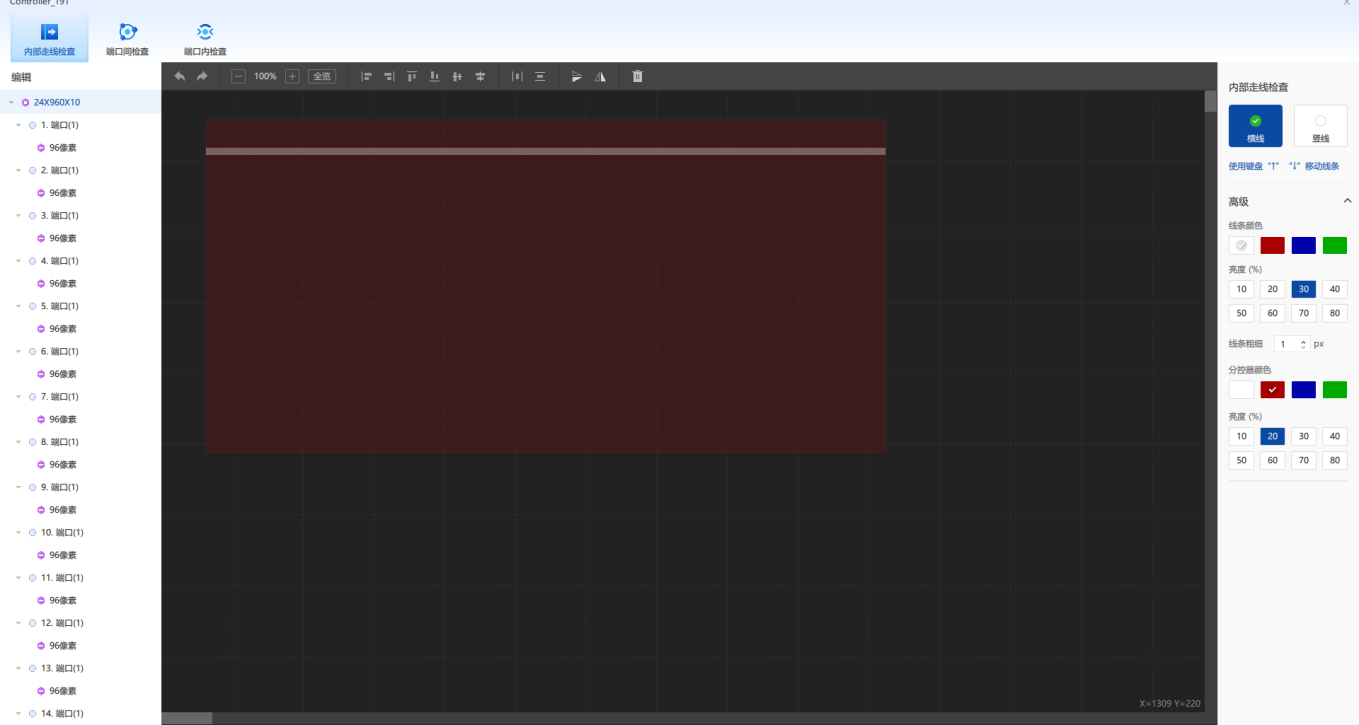 Controller_191
X
内部走线检查
端口间检查
端口内检查
编辑
100%
全览
24X960X10
1. 端口(1)
96像素
2. 端口(1)
96像素
3. 端口(1)
96像素
4. 端口(1)
96像素
5. 端口(1)
96像素
6. 端口(1)
96像素
7. 端口(1)
96像素
8. 端口(1)
96像素
9. 端口(1)
96像素
10. 端口(1)
96像素
11. 端口(1)
96像素
12. 端口(1)
96像素
13. 端口(1)
96像素
14. 端口(1)
X=1309 Y=220
内部走线检查
横线 竖线
使用键盘 “↑” “↓” 移动线条
高级
线条颜色
亮度 (%)
10 20 30 40
50 60 70 80
线条粗细 1 px
分控器颜色
亮度 (%)
10 20 30 40
50 60 70 80